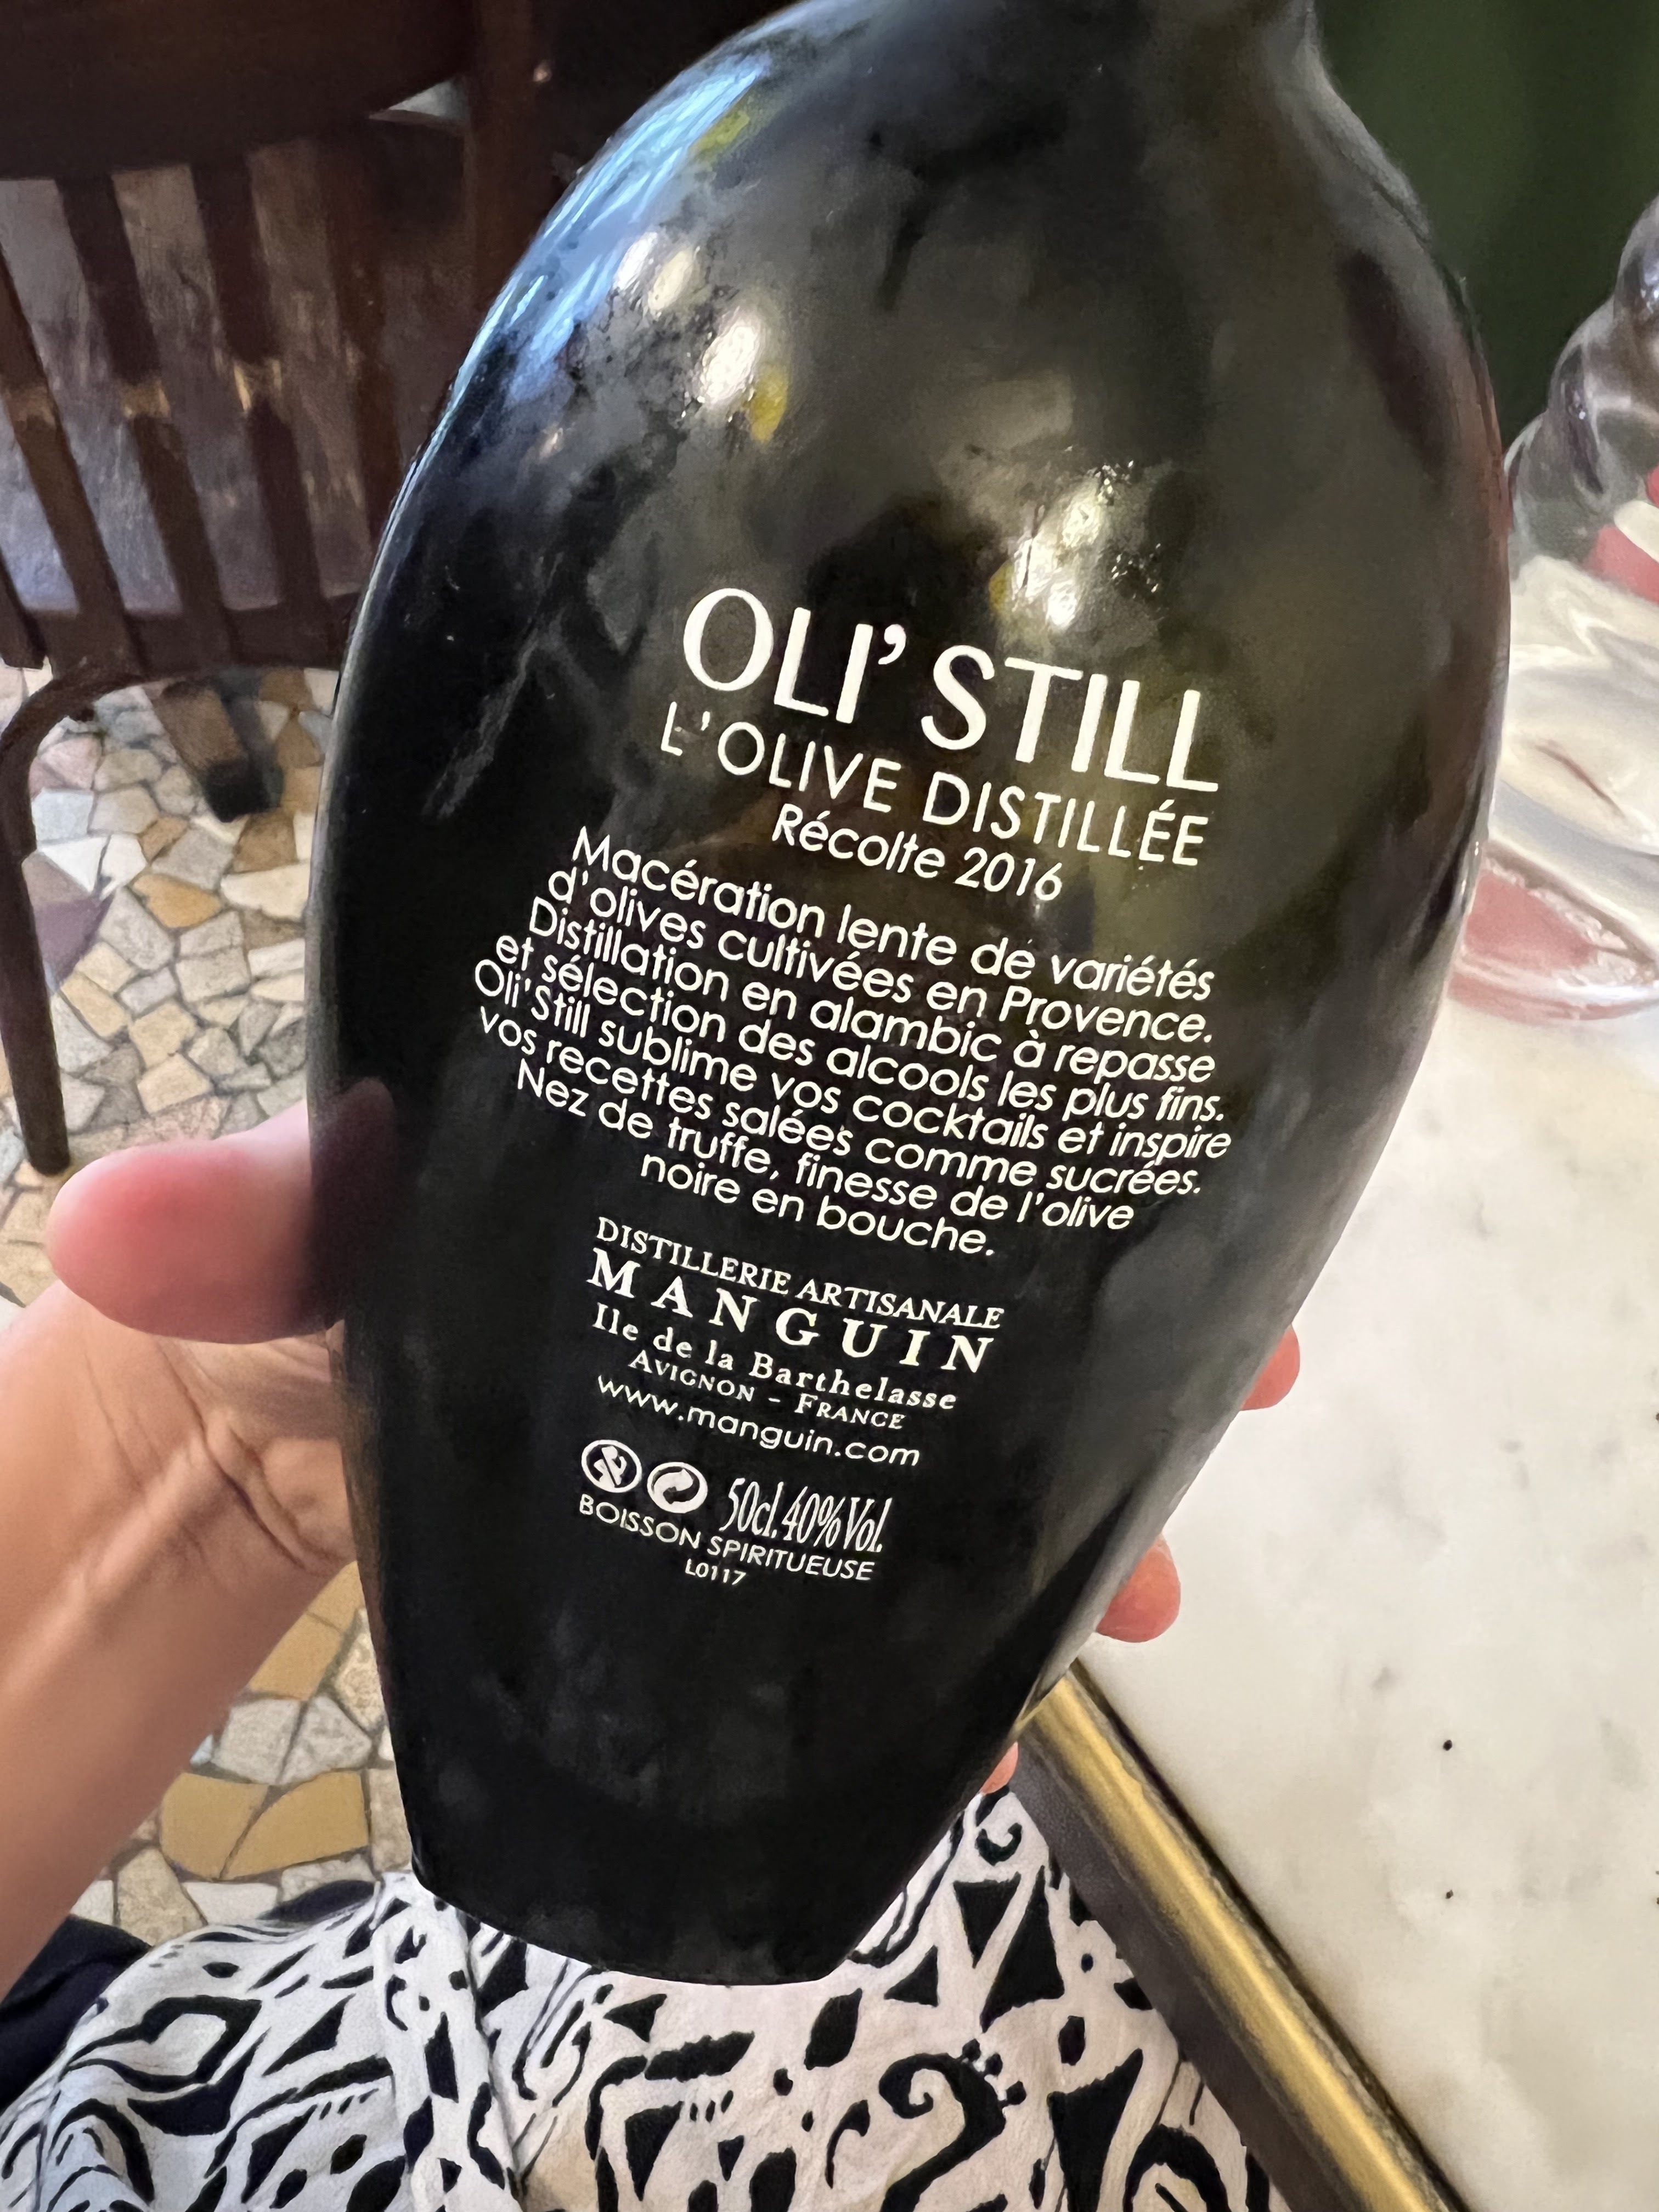 OLI' STILL
L'OLIVE DISTILLÉE
Récolte 2016
Macération lente de variétés
d'olives cultivées en Provence.
Distillation en alambic à repasse
et sélection des alcools les plus fins.
Oli'Still sublime vos cocktails et inspire
vos recettes salées comme sucrées.
Nez de truffe, finesse de l'olive
noire en bouche.
DISTILLERIE ARTISANALE
MANGUIN
Ile de la Barthelasse
AVIGNON - FRANCE
www.manguin.com
50cl. 40% Vol.
BOISSON SPIRITUEUSE
L0117